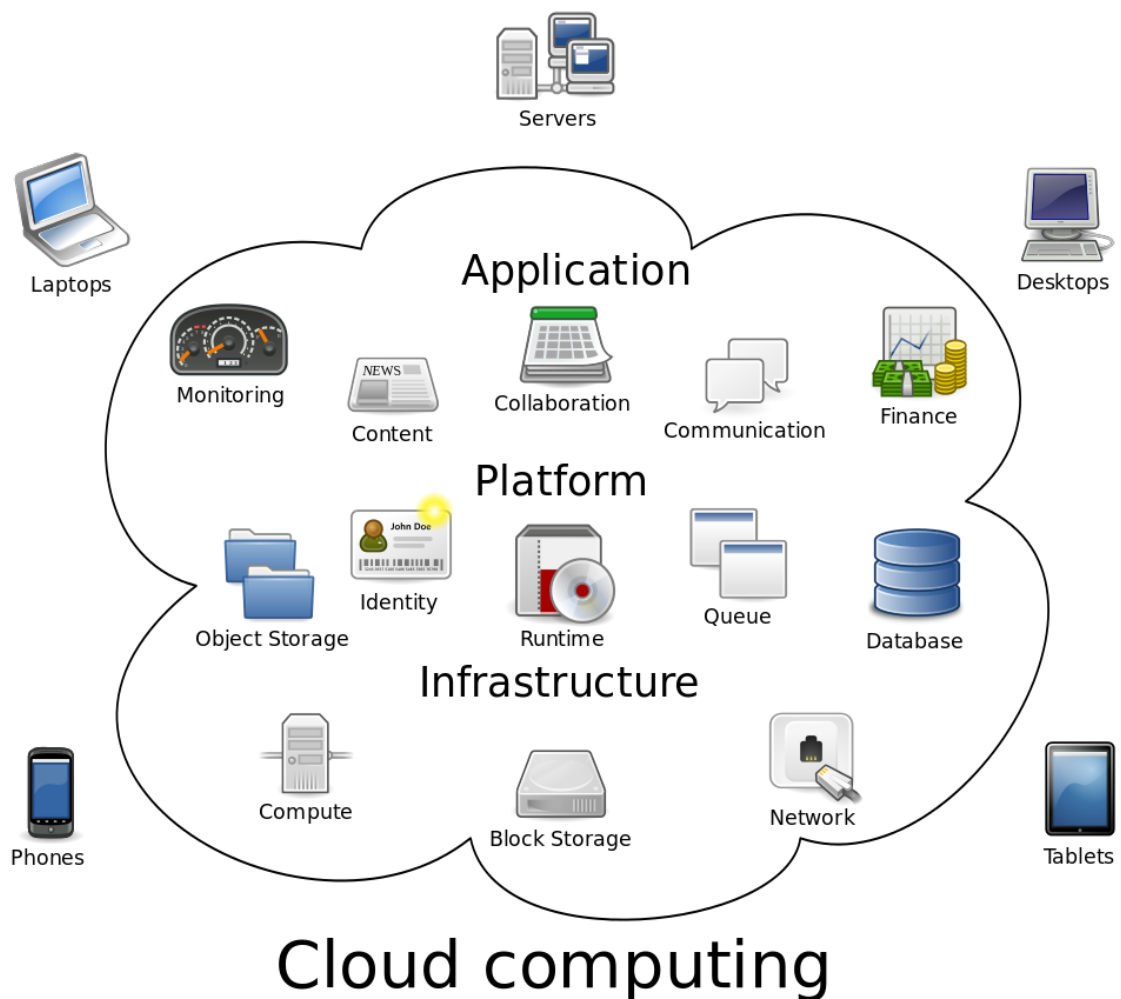 Servers
Laptops
Desktops
Application
Monitoring
NEWS
Content
Collaboration
Communication
Finance
Platform
Object Storage
John Doe
Identity
Runtime
Queue
Database
Infrastructure
Compute
Block Storage
Network
Phones
Tablets
Cloud computing